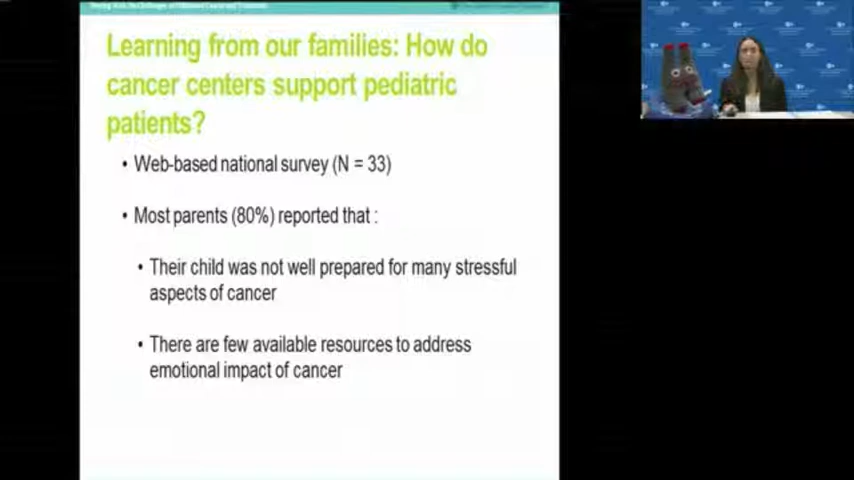 Learning from our families: How do
cancer centers support pediatric
patients?
• Web-based national survey (N = 33)
• Most parents (80%) reported that :
• Their child was not well prepared for many stressful
aspects of cancer
• There are few available resources to address
emotional impact of cancer